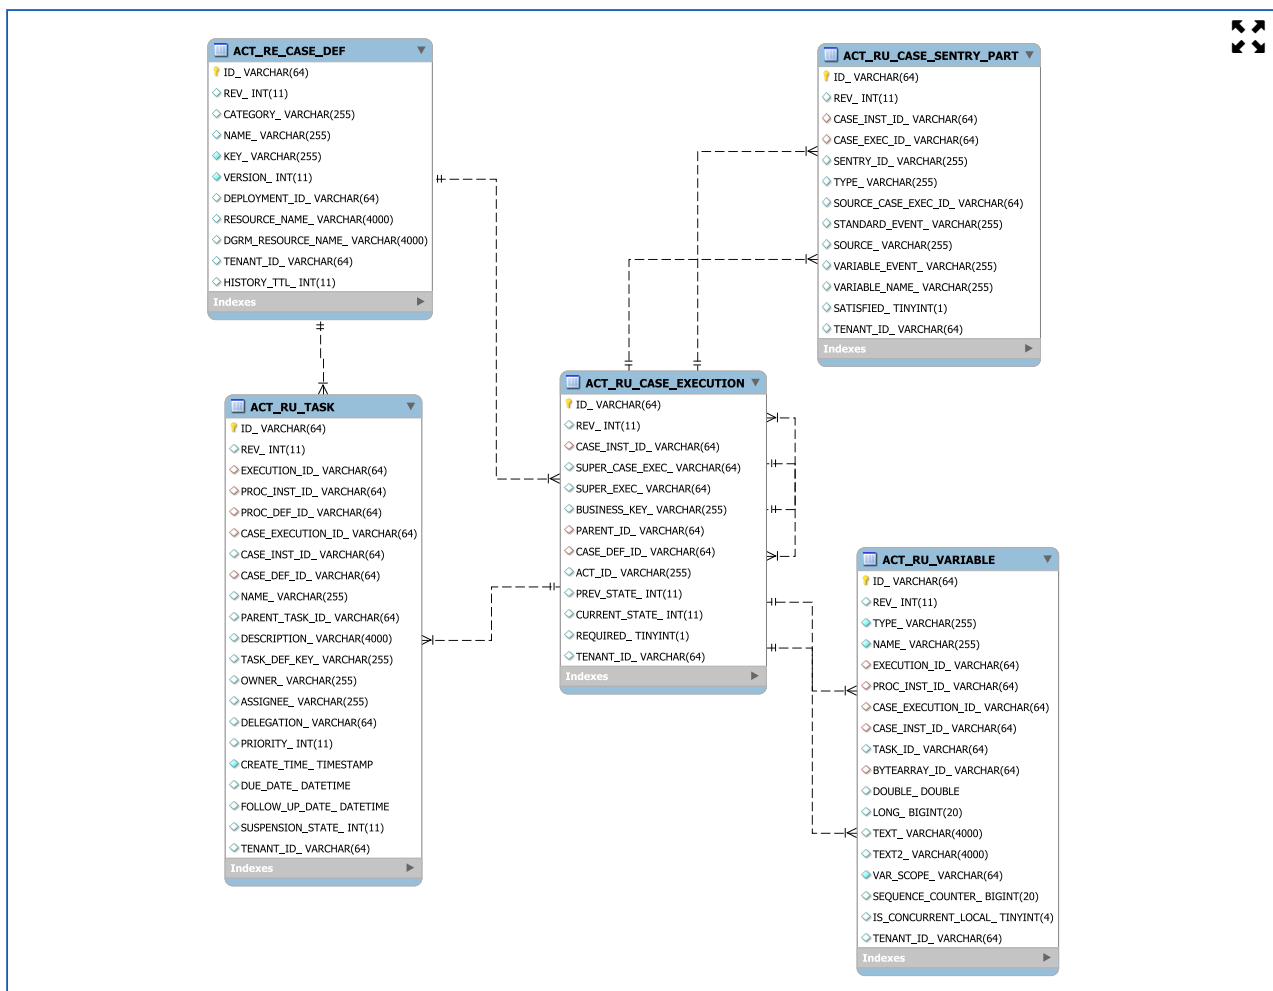 ACT_RE_CASE_DEF
ID_ VARCHAR(64)
REV_ INT(11)
CATEGORY_ VARCHAR(255)
NAME_ VARCHAR(255)
KEY_ VARCHAR(255)
VERSION_ INT(11)
DEPLOYMENT_ID_ VARCHAR(64)
RESOURCE_NAME_ VARCHAR(4000)
DGRM_RESOURCE_NAME_ VARCHAR(4000)
TENANT_ID_ VARCHAR(64)
HISTORY_TTL_ INT(11)
Indexes
ACT_RU_CASE_SENTRY_PART
ID_ VARCHAR(64)
REV_ INT(11)
CASE_INST_ID_ VARCHAR(64)
CASE_EXEC_ID_ VARCHAR(64)
SENTRY_ID_ VARCHAR(255)
TYPE_ VARCHAR(255)
SOURCE_CASE_EXEC_ID_ VARCHAR(64)
STANDARD_EVENT_ VARCHAR(255)
SOURCE_ VARCHAR(255)
VARIABLE_EVENT_ VARCHAR(255)
VARIABLE_NAME_ VARCHAR(255)
SATISFIED_ TINYINT(1)
TENANT_ID_ VARCHAR(64)
Indexes
ACT_RU_TASK
ID_ VARCHAR(64)
REV_ INT(11)
EXECUTION_ID_ VARCHAR(64)
PROC_INST_ID_ VARCHAR(64)
PROC_DEF_ID_ VARCHAR(64)
CASE_EXECUTION_ID_ VARCHAR(64)
CASE_INST_ID_ VARCHAR(64)
CASE_DEF_ID_ VARCHAR(64)
NAME_ VARCHAR(255)
PARENT_TASK_ID_ VARCHAR(64)
DESCRIPTION_ VARCHAR(4000)
TASK_DEF_KEY_ VARCHAR(255)
OWNER_ VARCHAR(255)
ASSIGNEE_ VARCHAR(255)
DELEGATION_ VARCHAR(64)
PRIORITY_ INT(11)
CREATE_TIME_ TIMESTAMP
DUE_DATE_ DATETIME
FOLLOW_UP_DATE_ DATETIME
SUSPENSION_STATE_ INT(11)
TENANT_ID_ VARCHAR(64)
Indexes
ACT_RU_CASE_EXECUTION
ID_ VARCHAR(64)
REV_ INT(11)
CASE_INST_ID_ VARCHAR(64)
SUPER_CASE_EXEC_ VARCHAR(64)
SUPER_EXEC_ VARCHAR(64)
BUSINESS_KEY_ VARCHAR(255)
PARENT_ID_ VARCHAR(64)
CASE_DEF_ID_ VARCHAR(64)
ACT_ID_ VARCHAR(255)
PREV_STATE_ INT(11)
CURRENT_STATE_ INT(11)
REQUIRED_ TINYINT(1)
TENANT_ID_ VARCHAR(64)
Indexes
ACT_RU_VARIABLE
ID_ VARCHAR(64)
REV_ INT(11)
TYPE_ VARCHAR(255)
NAME_ VARCHAR(255)
EXECUTION_ID_ VARCHAR(64)
PROC_INST_ID_ VARCHAR(64)
CASE_EXECUTION_ID_ VARCHAR(64)
CASE_INST_ID_ VARCHAR(64)
TASK_ID_ VARCHAR(64)
BYTEARRAY_ID_ VARCHAR(64)
DOUBLE_ DOUBLE
LONG_ BIGINT(20)
TEXT_ VARCHAR(4000)
TEXT2_ VARCHAR(4000)
VAR_SCOPE_ VARCHAR(64)
SEQUENCE_COUNTER_ BIGINT(20)
IS_CONCURRENT_LOCAL_ TINYINT(4)
TENANT_ID_ VARCHAR(64)
Indexes